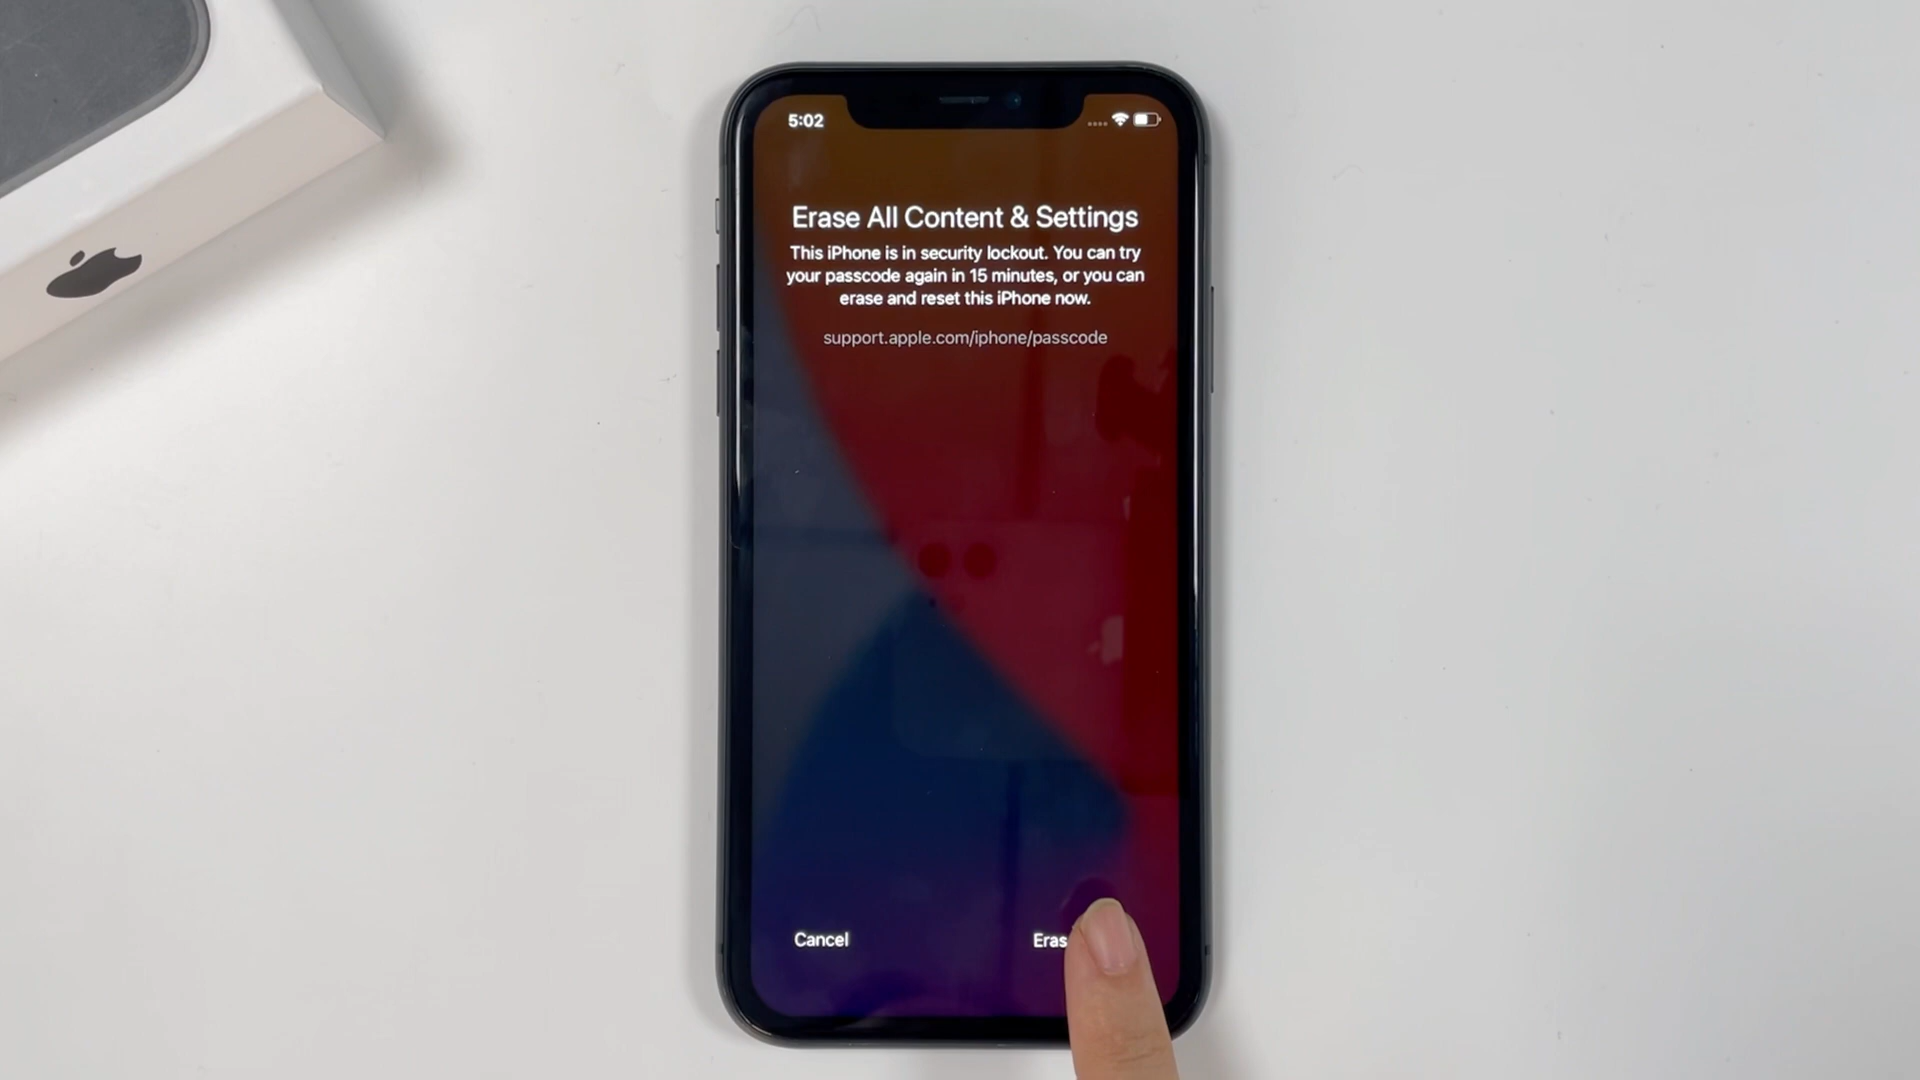 5:02
Erase All Content & Settings
This iPhone is in security lockout. You can try
your passcode again in 15 minutes, or you can
erase and reset this iPhone now.
support.apple.com/iphone/passcode
Cancel